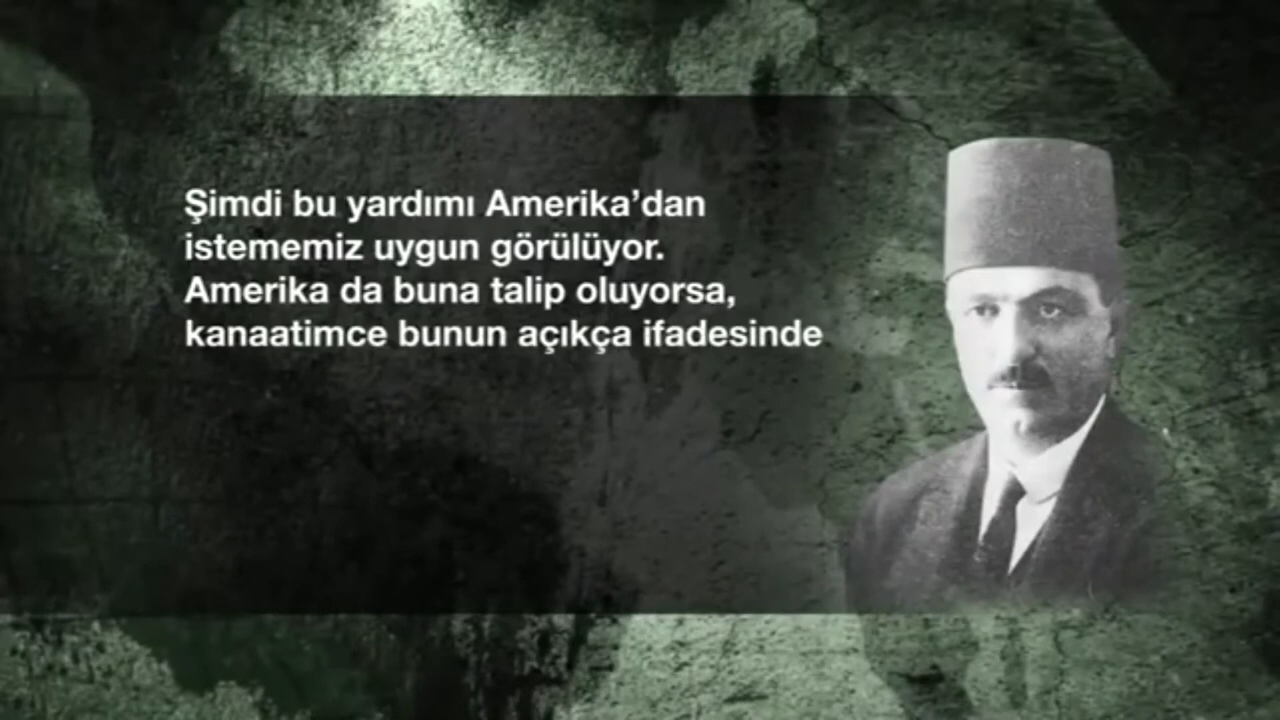 Şimdi bu yardımı Amerika’dan
istememiz uygun görülüyor.
Amerika da buna talip oluyorsa,
kanaatimce bunun açıkça ifadesinde